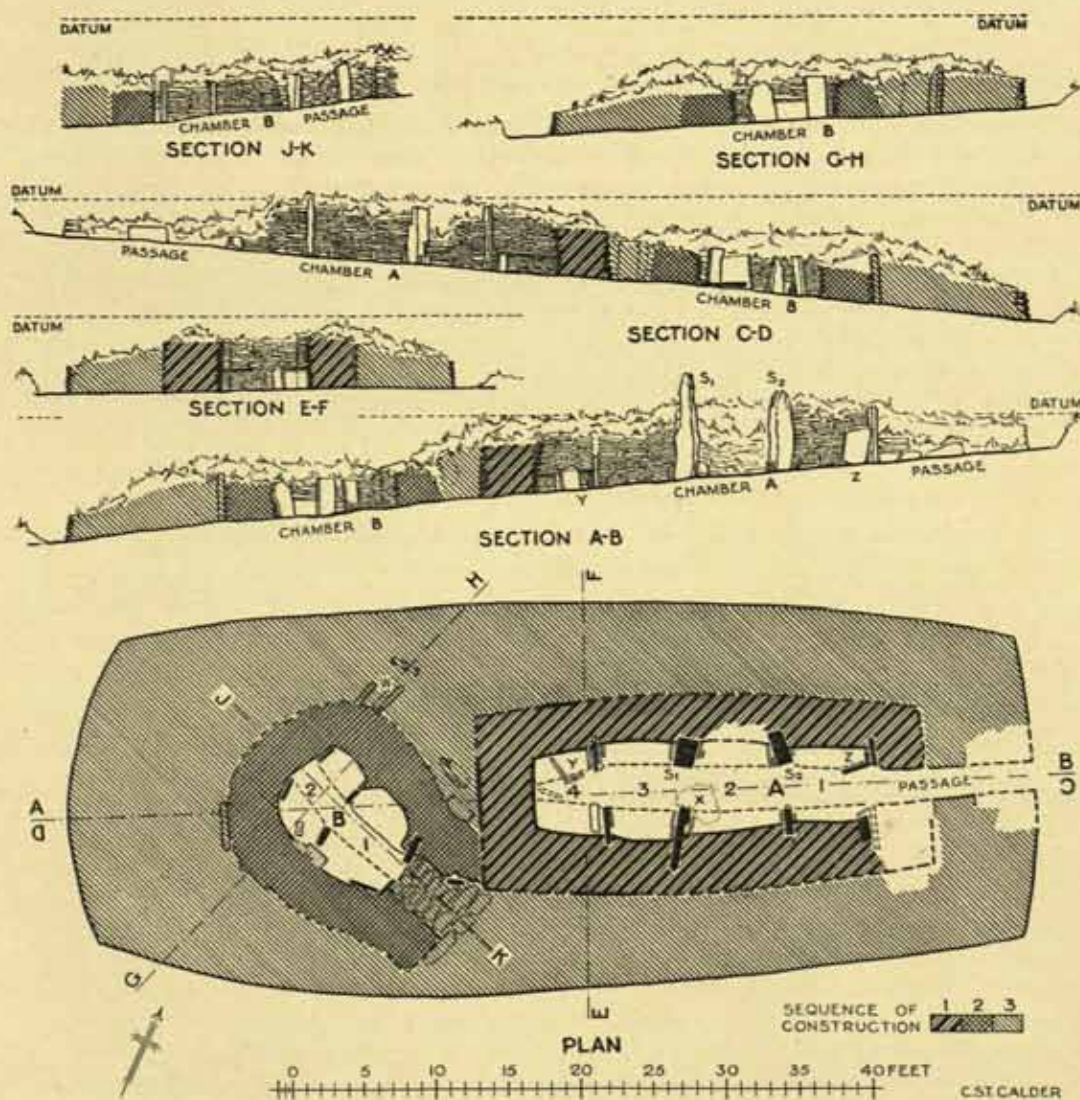 DATUM
DATUM
CHAMBER B PASSAGE
SECTION J-K
CHAMBER B
SECTION G-H
DATUM
DATUM
PASSAGE
CHAMBER A
CHAMBER B
SECTION C-D
DATUM
SECTION E-F
S1 S2
DATUM
CHAMBER B
Y
CHAMBER A
Z
PASSAGE
SECTION A-B
H
F
J
A
D
2
B
1
Y
4
3
S1
X
2
A
S2
1
Z
PASSAGE
B
C
G
K
E
SEQUENCE OF CONSTRUCTION 1 2 3
PLAN
0 5 10 15 20 25 30 35 40 FEET
C.S.T. CALDER